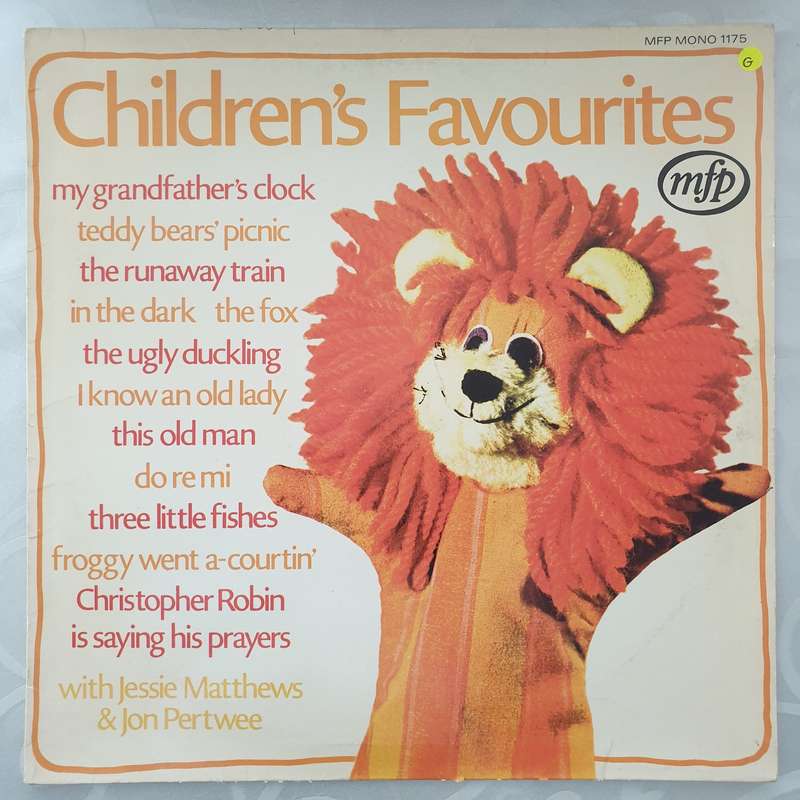 MFP MONO 1175
G
Children's Favourites
mfp
my grandfather's clock
teddy bears' picnic
the runaway train
in the dark the fox
the ugly duckling
I know an old lady
this old man
do re mi
three little fishes
froggy went a-courtin'
Christopher Robin
is saying his prayers
with Jessie Matthews
& Jon Pertwee